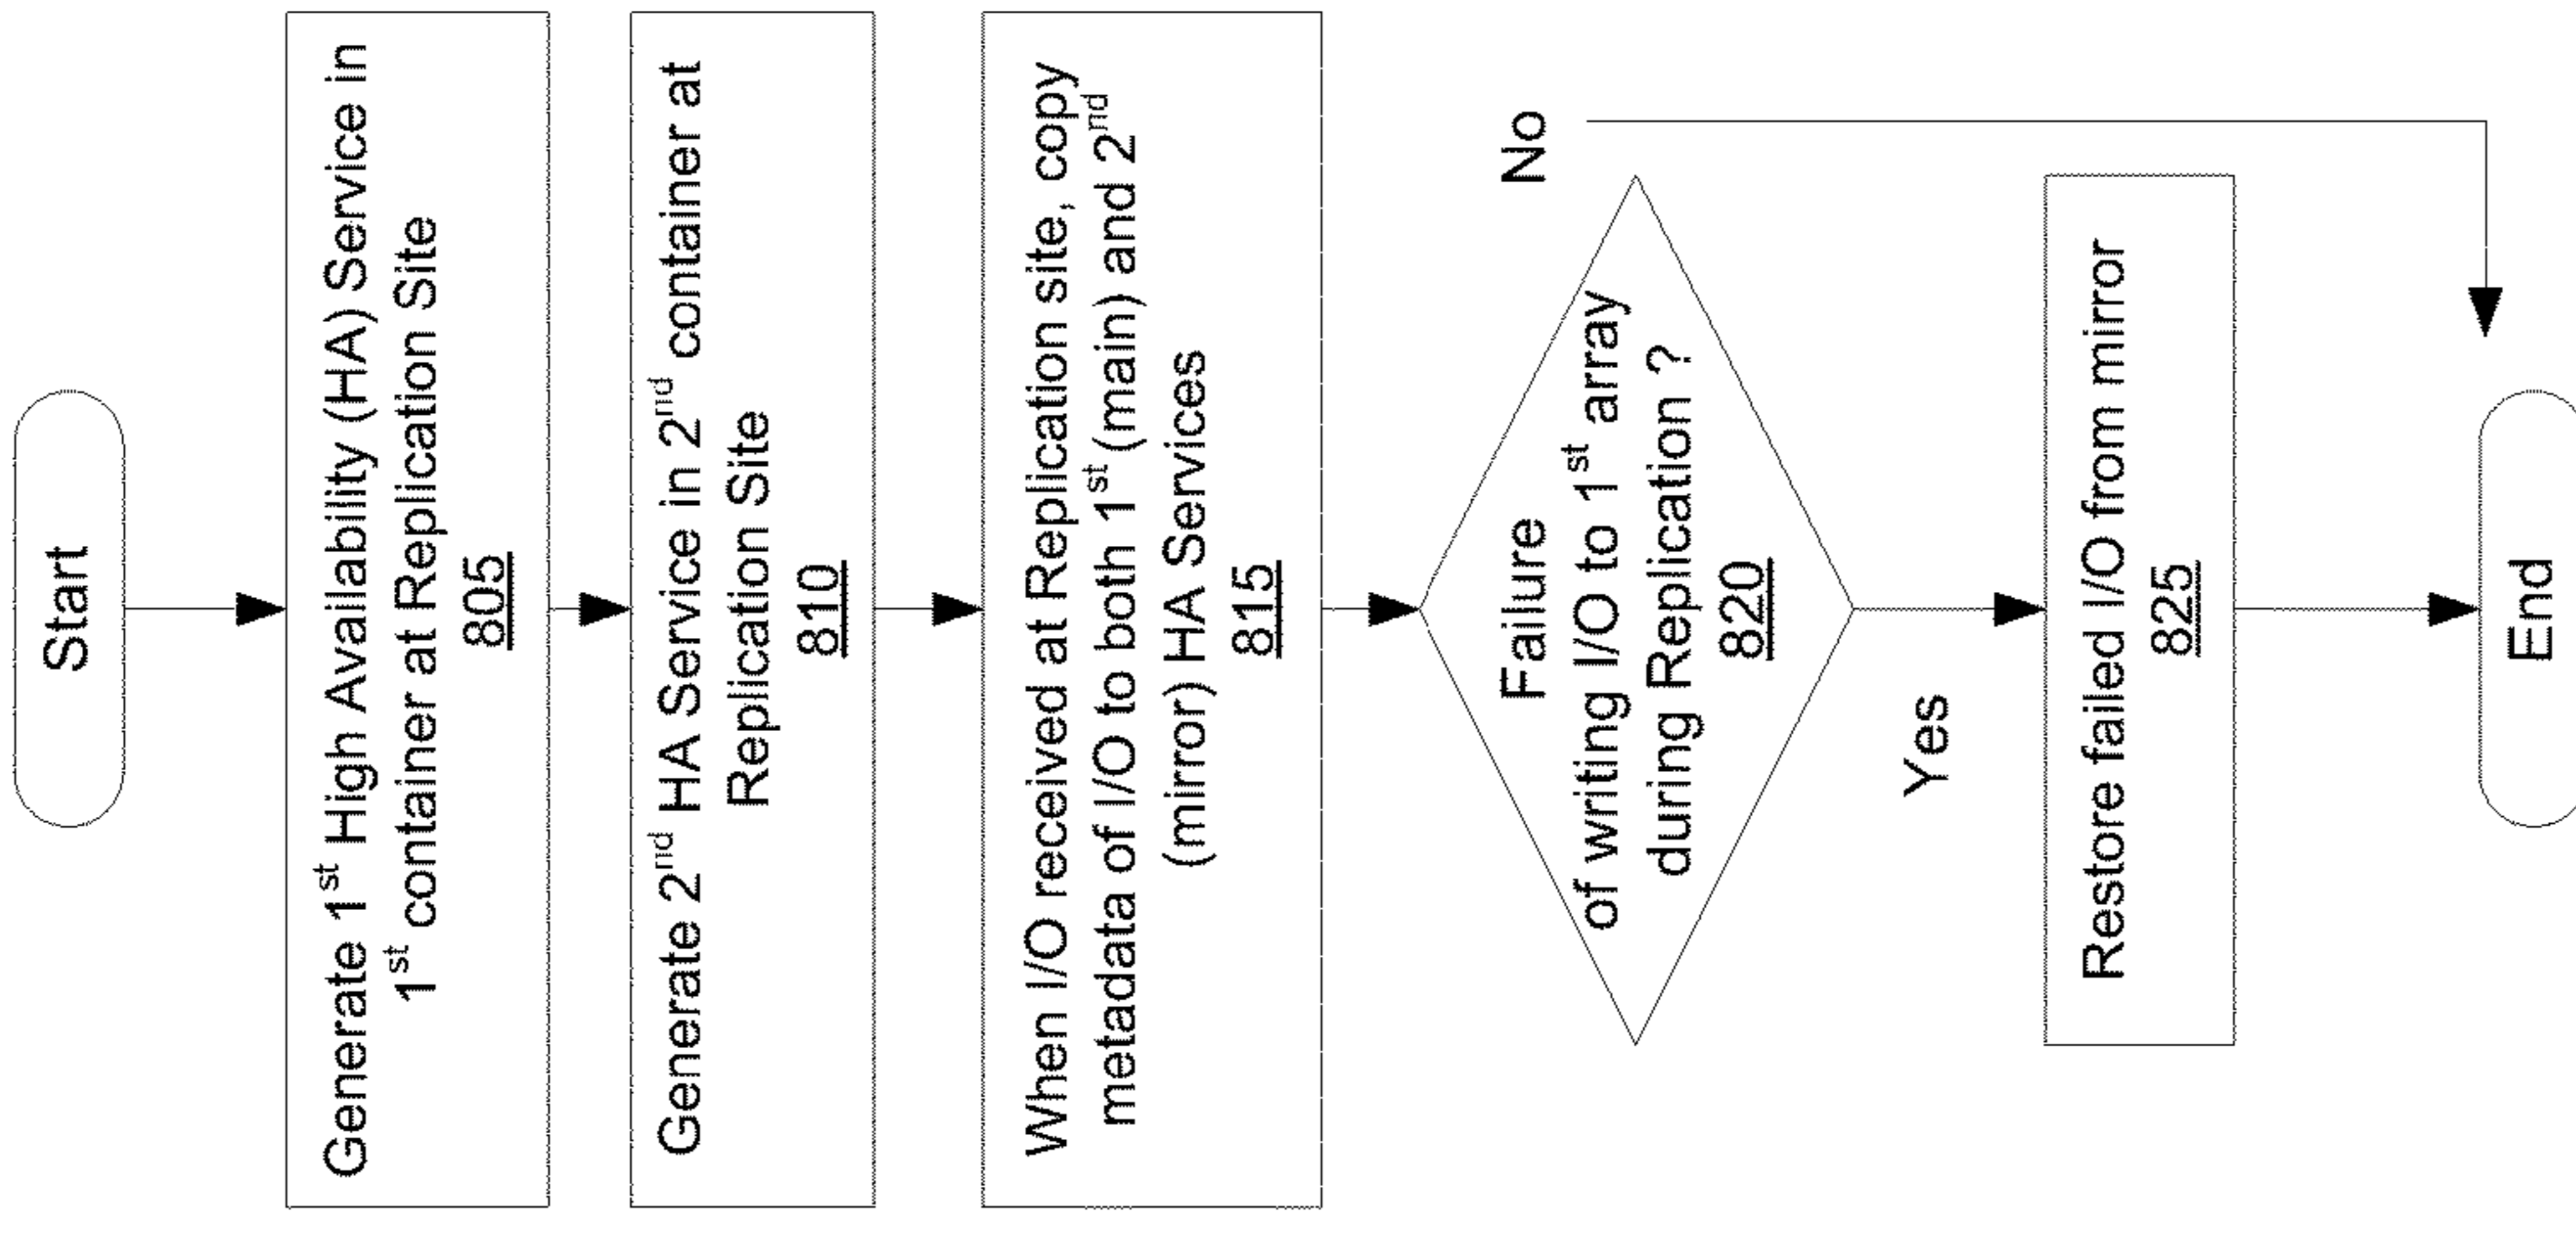 Start
Generate 1st High Availability (HA) Service in
1st container at Replication Site
805
Generate 2nd HA Service in 2nd container at
Replication Site
810
When I/O received at Replication site, copy
metadata of I/O to both 1st (main) and 2nd
(mirror) HA Services
815
Failure
of writing I/O to 1st array
during Replication ?
820
No
Yes
Restore failed I/O from mirror
825
End